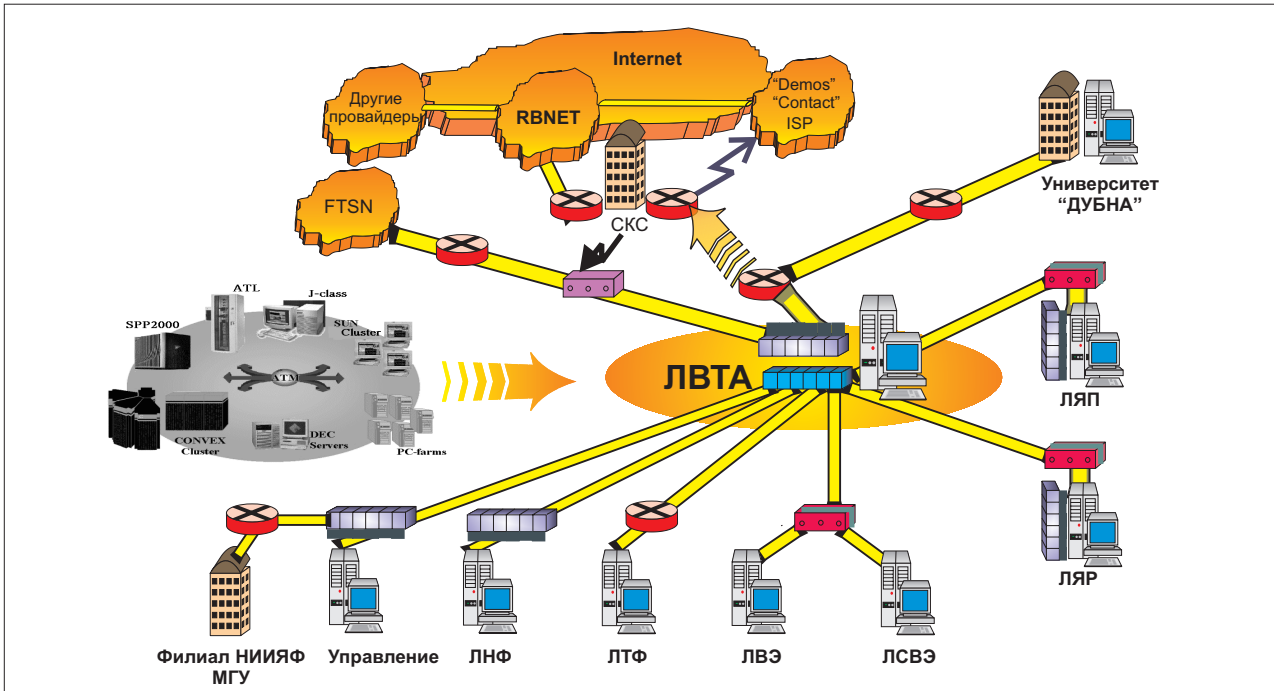 Internet
Другие
провайдеры
RBNET
"Demos"
"Contact"
ISP
FTSN
СКС
Университет
"ДУБНА"
ATL
J-class
SPP2000
SUN
Cluster
ATM
CONVEX
Cluster
DEC
Servers
PC-farms
ЛВТА
ЛЯП
ЛЯР
Филиал НИИЯФ
МГУ
Управление
ЛНФ
ЛТФ
ЛВЭ
ЛСВЭ